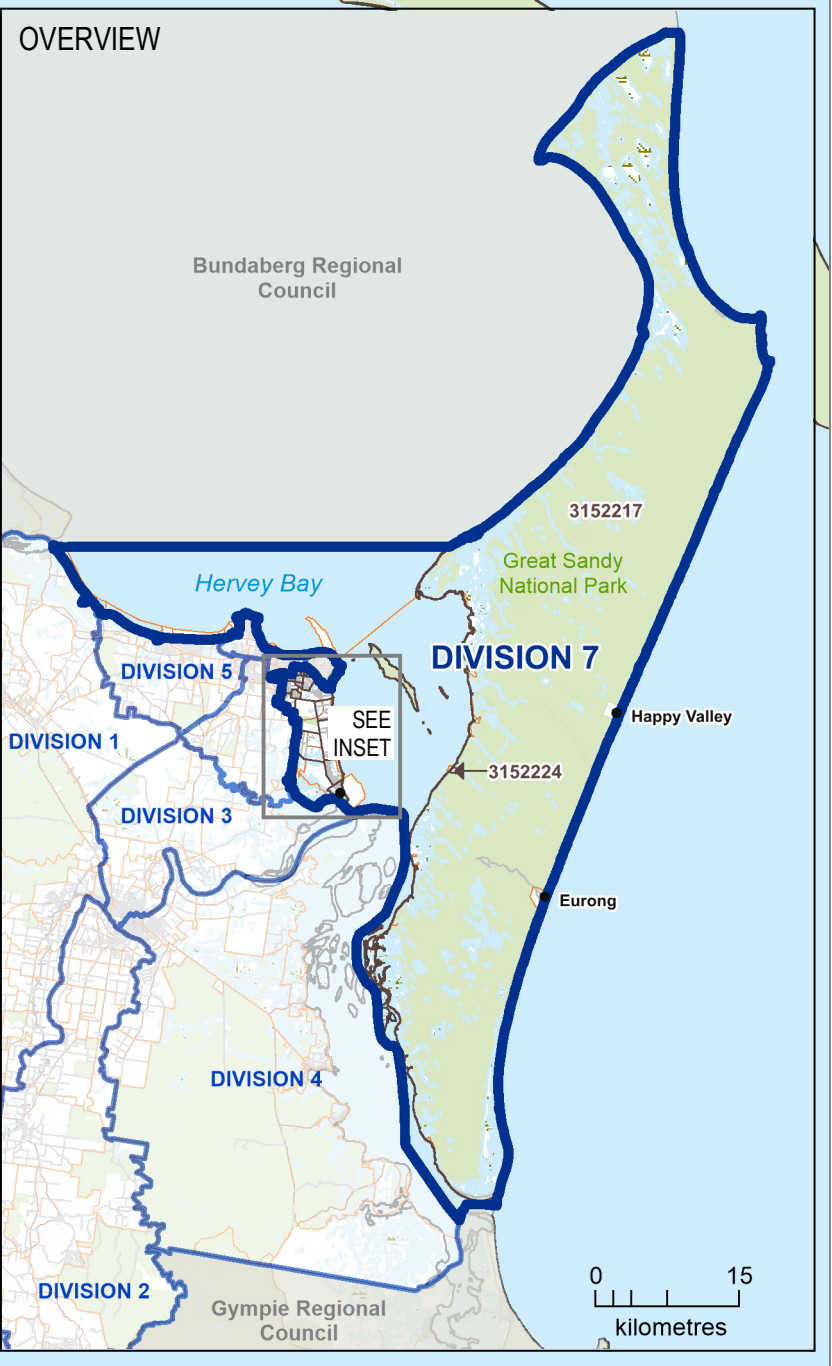 OVERVIEW
Bundaberg Regional
Council
3152217
Great Sandy
National Park
Hervey Bay
DIVISION 7
DIVISION 5
SEE
INSET
Happy Valley
DIVISION 1
3152224
DIVISION 3
Eurong
DIVISION 4
DIVISION 2
Gympie Regional
Council
0 15
kilometres